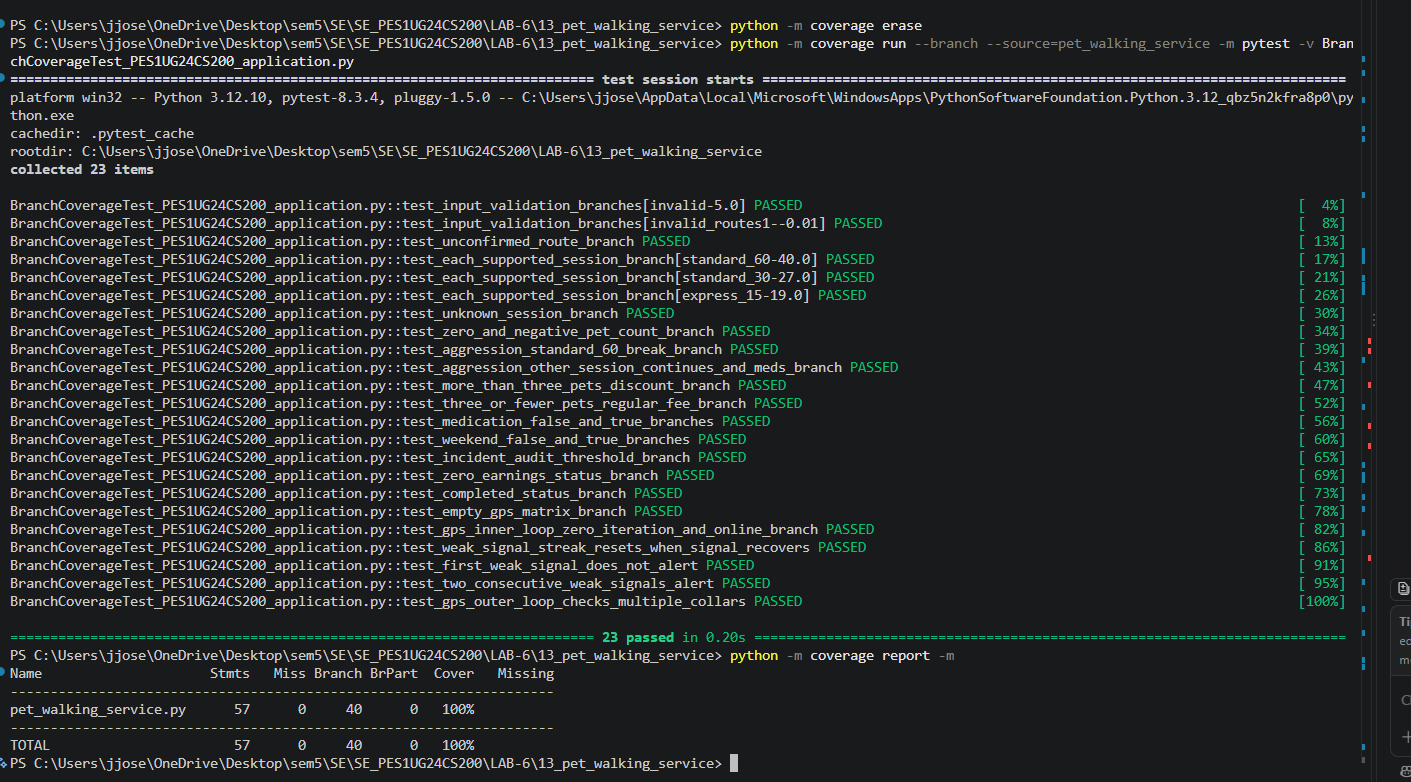 PS C:\Users\jjose\OneDrive\Desktop\sem5\SE\SE_PES1UG24CS200\LAB-6\13_pet_walking_service> python -m coverage erase
PS C:\Users\jjose\OneDrive\Desktop\sem5\SE\SE_PES1UG24CS200\LAB-6\13_pet_walking_service> python -m coverage run --branch --source=pet_walking_service -m pytest -v Bran
chCoverageTest_PES1UG24CS200_application.py
========================================================================= test session starts =========================================================================
platform win32 -- Python 3.12.10, pytest-8.3.4, pluggy-1.5.0 -- C:\Users\jjose\AppData\Local\Microsoft\WindowsApps\PythonSoftwareFoundation.Python.3.12_qbz5n2kfra8p0\py
thon.exe
cachedir: .pytest_cache
rootdir: C:\Users\jjose\OneDrive\Desktop\sem5\SE\SE_PES1UG24CS200\LAB-6\13_pet_walking_service
collected 23 items
BranchCoverageTest_PES1UG24CS200_application.py::test_input_validation_branches[invalid-5.0] PASSED [  4%]
BranchCoverageTest_PES1UG24CS200_application.py::test_input_validation_branches[invalid_routes1--0.01] PASSED [  8%]
BranchCoverageTest_PES1UG24CS200_application.py::test_unconfirmed_route_branch PASSED [ 13%]
BranchCoverageTest_PES1UG24CS200_application.py::test_each_supported_session_branch[standard_60-40.0] PASSED [ 17%]
BranchCoverageTest_PES1UG24CS200_application.py::test_each_supported_session_branch[standard_30-27.0] PASSED [ 21%]
BranchCoverageTest_PES1UG24CS200_application.py::test_each_supported_session_branch[express_15-19.0] PASSED [ 26%]
BranchCoverageTest_PES1UG24CS200_application.py::test_unknown_session_branch PASSED [ 30%]
BranchCoverageTest_PES1UG24CS200_application.py::test_zero_and_negative_pet_count_branch PASSED [ 34%]
BranchCoverageTest_PES1UG24CS200_application.py::test_aggression_standard_60_break_branch PASSED [ 39%]
BranchCoverageTest_PES1UG24CS200_application.py::test_aggression_other_session_continues_and_meds_branch PASSED [ 43%]
BranchCoverageTest_PES1UG24CS200_application.py::test_more_than_three_pets_discount_branch PASSED [ 47%]
BranchCoverageTest_PES1UG24CS200_application.py::test_three_or_fewer_pets_regular_fee_branch PASSED [ 52%]
BranchCoverageTest_PES1UG24CS200_application.py::test_medication_false_and_true_branches PASSED [ 56%]
BranchCoverageTest_PES1UG24CS200_application.py::test_weekend_false_and_true_branches PASSED [ 60%]
BranchCoverageTest_PES1UG24CS200_application.py::test_incident_audit_threshold_branch PASSED [ 65%]
BranchCoverageTest_PES1UG24CS200_application.py::test_zero_earnings_status_branch PASSED [ 69%]
BranchCoverageTest_PES1UG24CS200_application.py::test_completed_status_branch PASSED [ 73%]
BranchCoverageTest_PES1UG24CS200_application.py::test_empty_gps_matrix_branch PASSED [ 78%]
BranchCoverageTest_PES1UG24CS200_application.py::test_gps_inner_loop_zero_iteration_and_online_branch PASSED [ 82%]
BranchCoverageTest_PES1UG24CS200_application.py::test_weak_signal_streak_resets_when_signal_recovers PASSED [ 86%]
BranchCoverageTest_PES1UG24CS200_application.py::test_first_weak_signal_does_not_alert PASSED [ 91%]
BranchCoverageTest_PES1UG24CS200_application.py::test_two_consecutive_weak_signals_alert PASSED [ 95%]
BranchCoverageTest_PES1UG24CS200_application.py::test_gps_outer_loop_checks_multiple_collars PASSED [100%]
========================================================================= 23 passed in 0.20s ==========================================================================
PS C:\Users\jjose\OneDrive\Desktop\sem5\SE\SE_PES1UG24CS200\LAB-6\13_pet_walking_service> python -m coverage report -m
Name                     Stmts   Miss Branch BrPart  Cover   Missing
--------------------------------------------------------------------
pet_walking_service.py      57      0     40      0   100%
--------------------------------------------------------------------
TOTAL                       57      0     40      0   100%
PS C:\Users\jjose\OneDrive\Desktop\sem5\SE\SE_PES1UG24CS200\LAB-6\13_pet_walking_service>